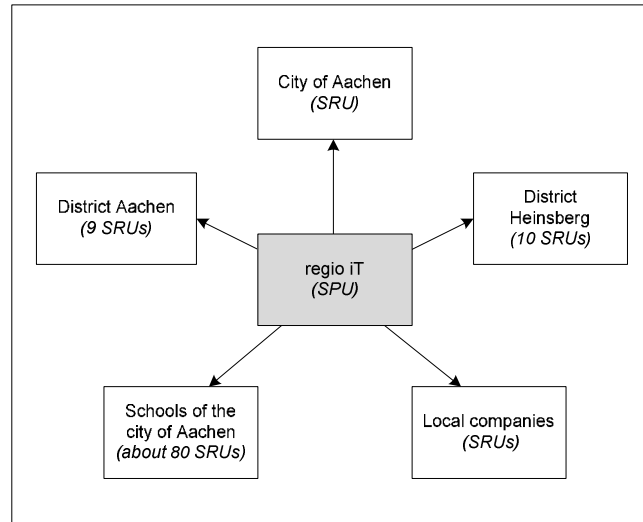 City of Aachen
(SRU)
District Aachen
(9 SRUs)
District
Heinsberg
(10 SRUs)
regio iT
(SPU)
Schools of the
city of Aachen
(about 80 SRUs)
Local companies
(SRUs)